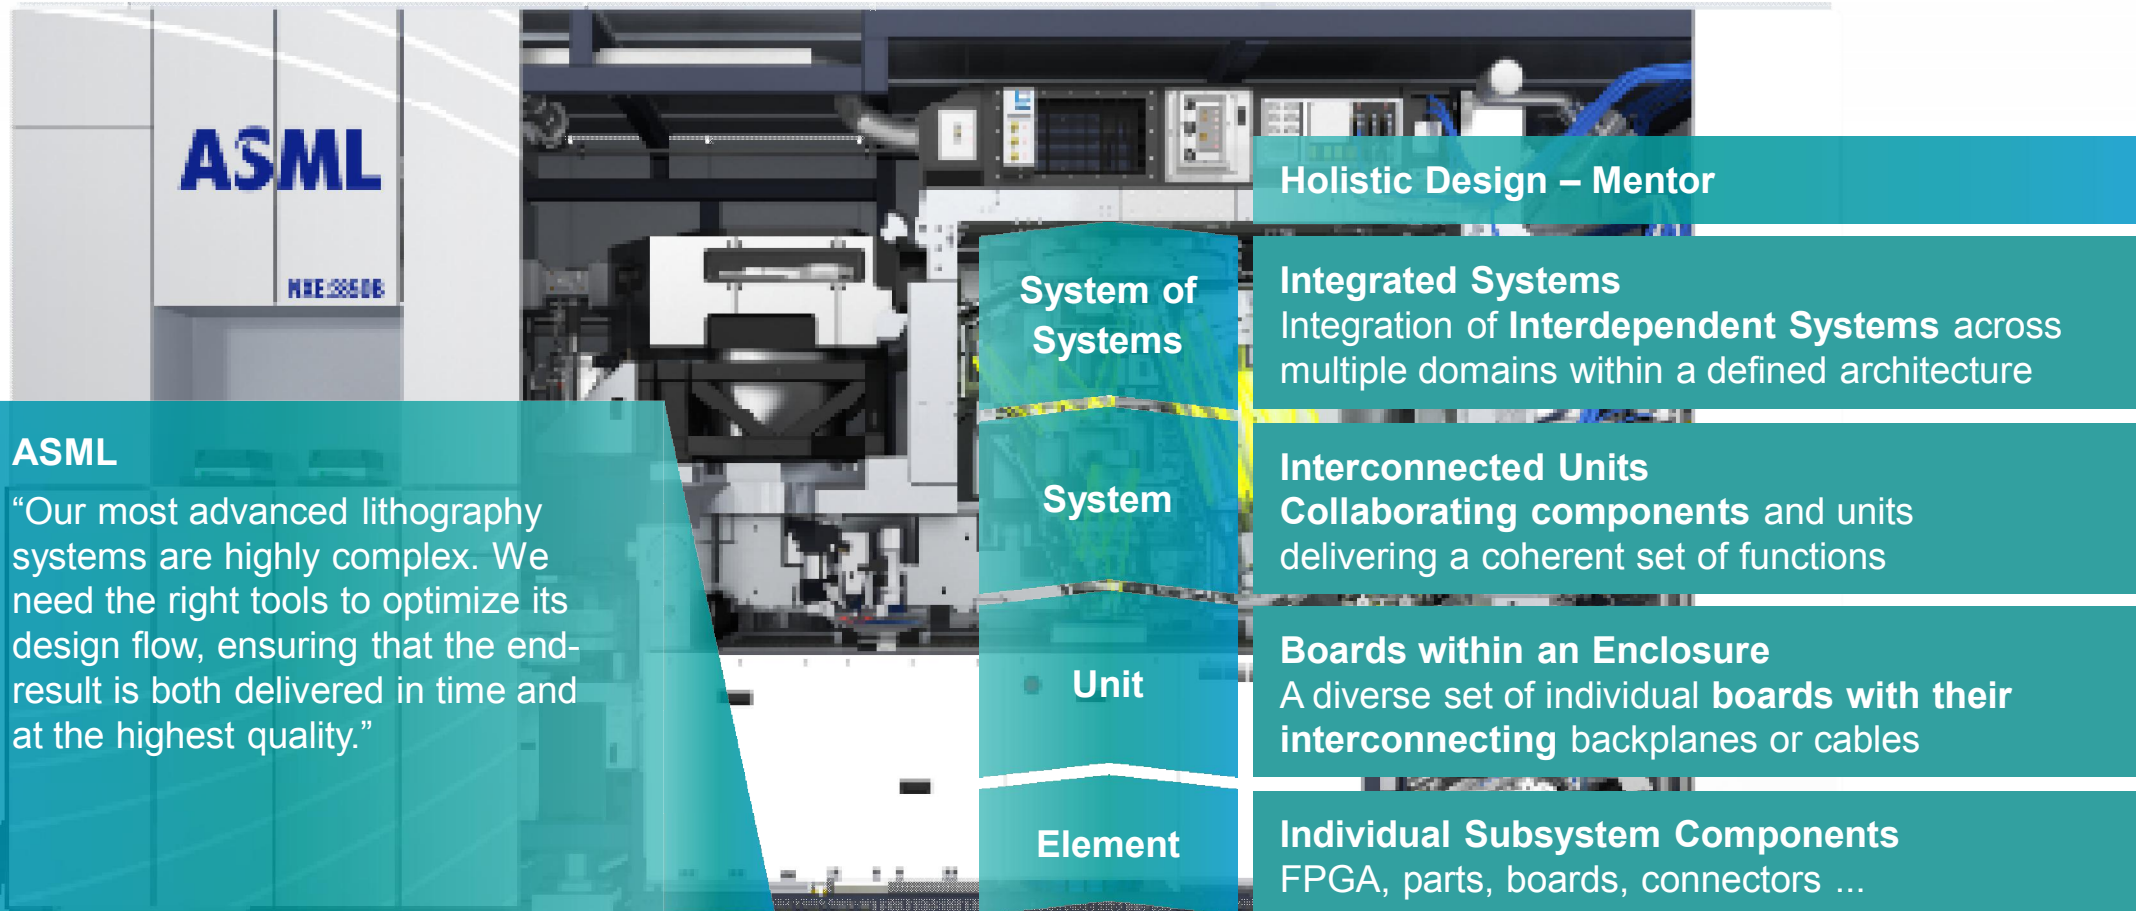 ASML
NXE:3350B
ASML
“Our most advanced lithography
systems are highly complex. We
need the right tools to optimize its
design flow, ensuring that the end-
result is both delivered in time and
at the highest quality.”
Holistic Design – Mentor
System of
Systems
Integrated Systems
Integration of Interdependent Systems across
multiple domains within a defined architecture
System
Interconnected Units
Collaborating components and units
delivering a coherent set of functions
Unit
Boards within an Enclosure
A diverse set of individual boards with their
interconnecting backplanes or cables
Element
Individual Subsystem Components
FPGA, parts, boards, connectors ...